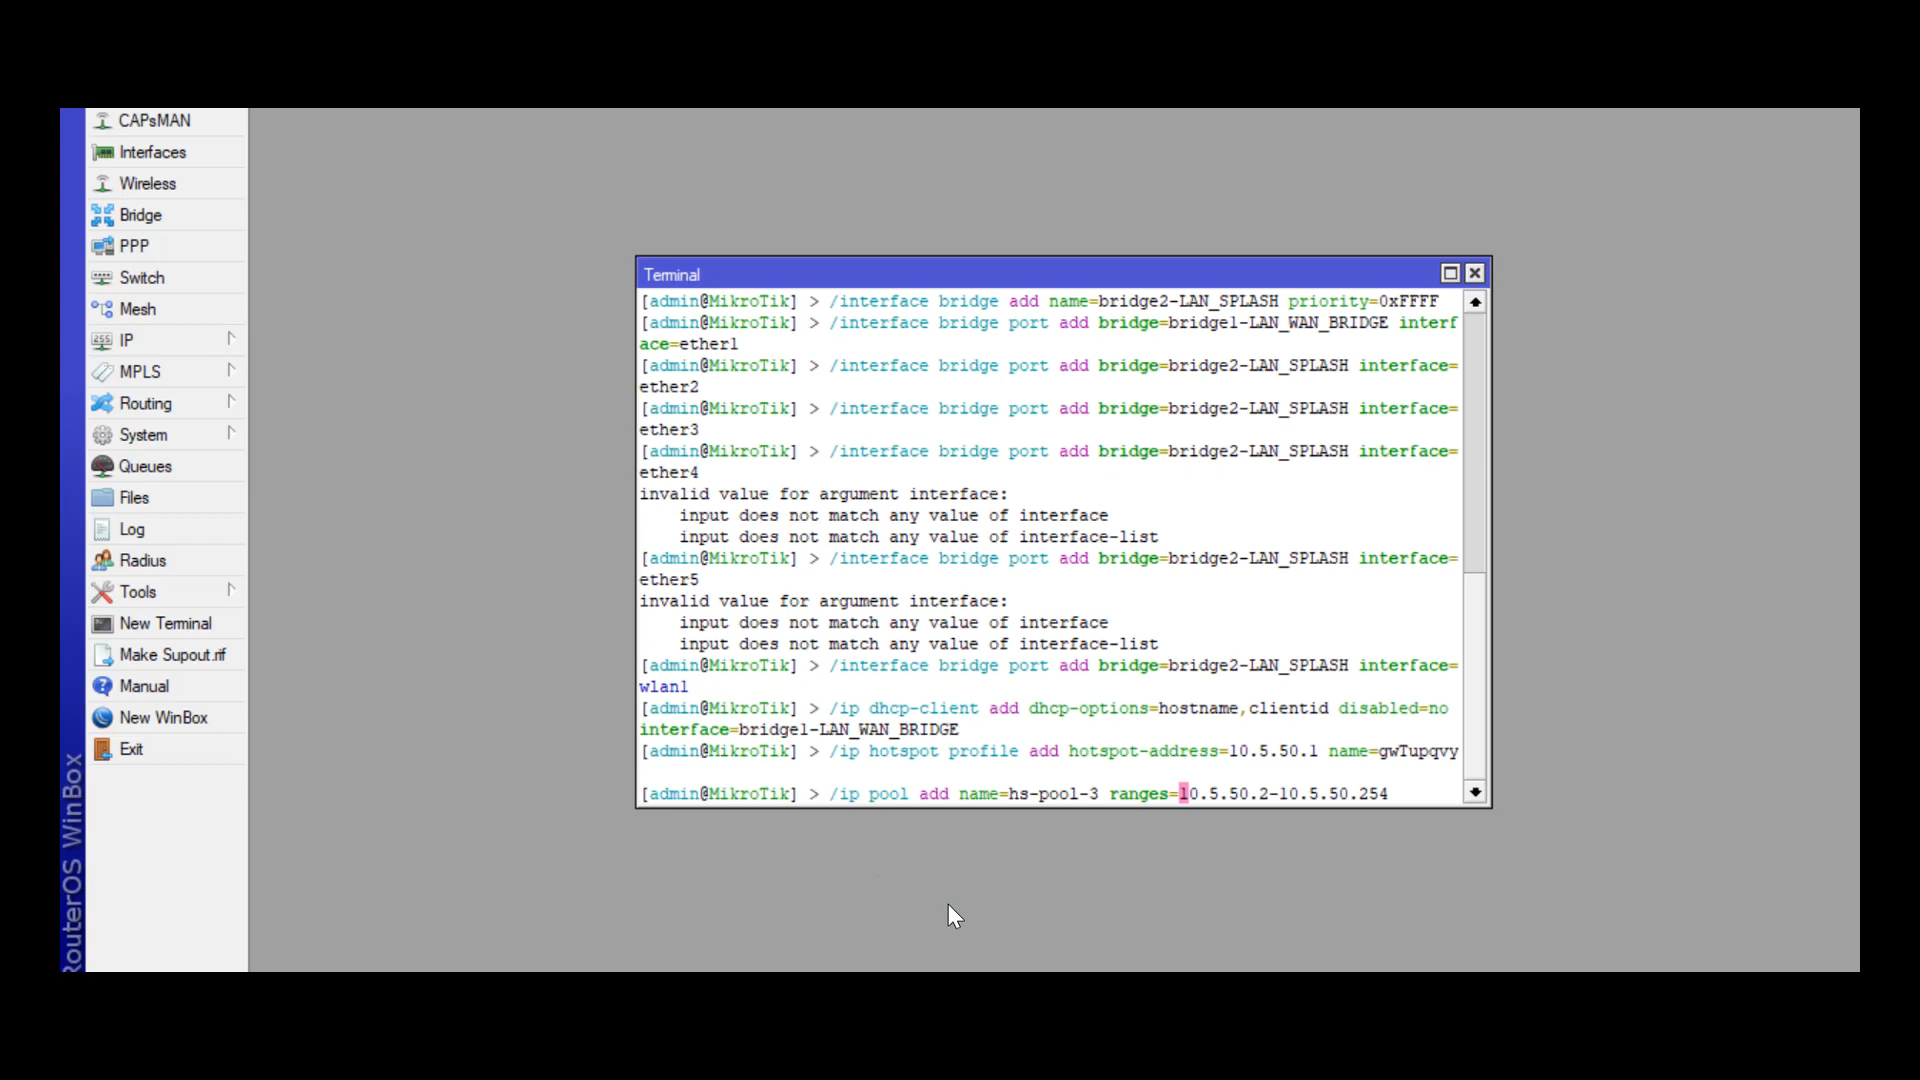 CAPsMAN
Interfaces
Wireless
Bridge
PPP
Switch
Mesh
IP
MPLS
Routing
System
Queues
Files
Log
Radius
Tools
New Terminal
Make Supout.rif
Manual
New WinBox
Exit
RouterOS WinBox
Terminal
[admin@MikroTik] > /interface bridge add name=bridge2-LAN_SPLASH priority=0xFFFF
[admin@MikroTik] > /interface bridge port add bridge=bridge1-LAN_WAN_BRIDGE interf
ace=ether1
[admin@MikroTik] > /interface bridge port add bridge=bridge2-LAN_SPLASH interface=
ether2
[admin@MikroTik] > /interface bridge port add bridge=bridge2-LAN_SPLASH interface=
ether3
[admin@MikroTik] > /interface bridge port add bridge=bridge2-LAN_SPLASH interface=
ether4
invalid value for argument interface:
    input does not match any value of interface
    input does not match any value of interface-list
[admin@MikroTik] > /interface bridge port add bridge=bridge2-LAN_SPLASH interface=
ether5
invalid value for argument interface:
    input does not match any value of interface
    input does not match any value of interface-list
[admin@MikroTik] > /interface bridge port add bridge=bridge2-LAN_SPLASH interface=
wlan1
[admin@MikroTik] > /ip dhcp-client add dhcp-options=hostname,clientid disabled=no
interface=bridge1-LAN_WAN_BRIDGE
[admin@MikroTik] > /ip hotspot profile add hotspot-address=10.5.50.1 name=gwTupqvy
[admin@MikroTik] > /ip pool add name=hs-pool-3 ranges=10.5.50.2-10.5.50.254